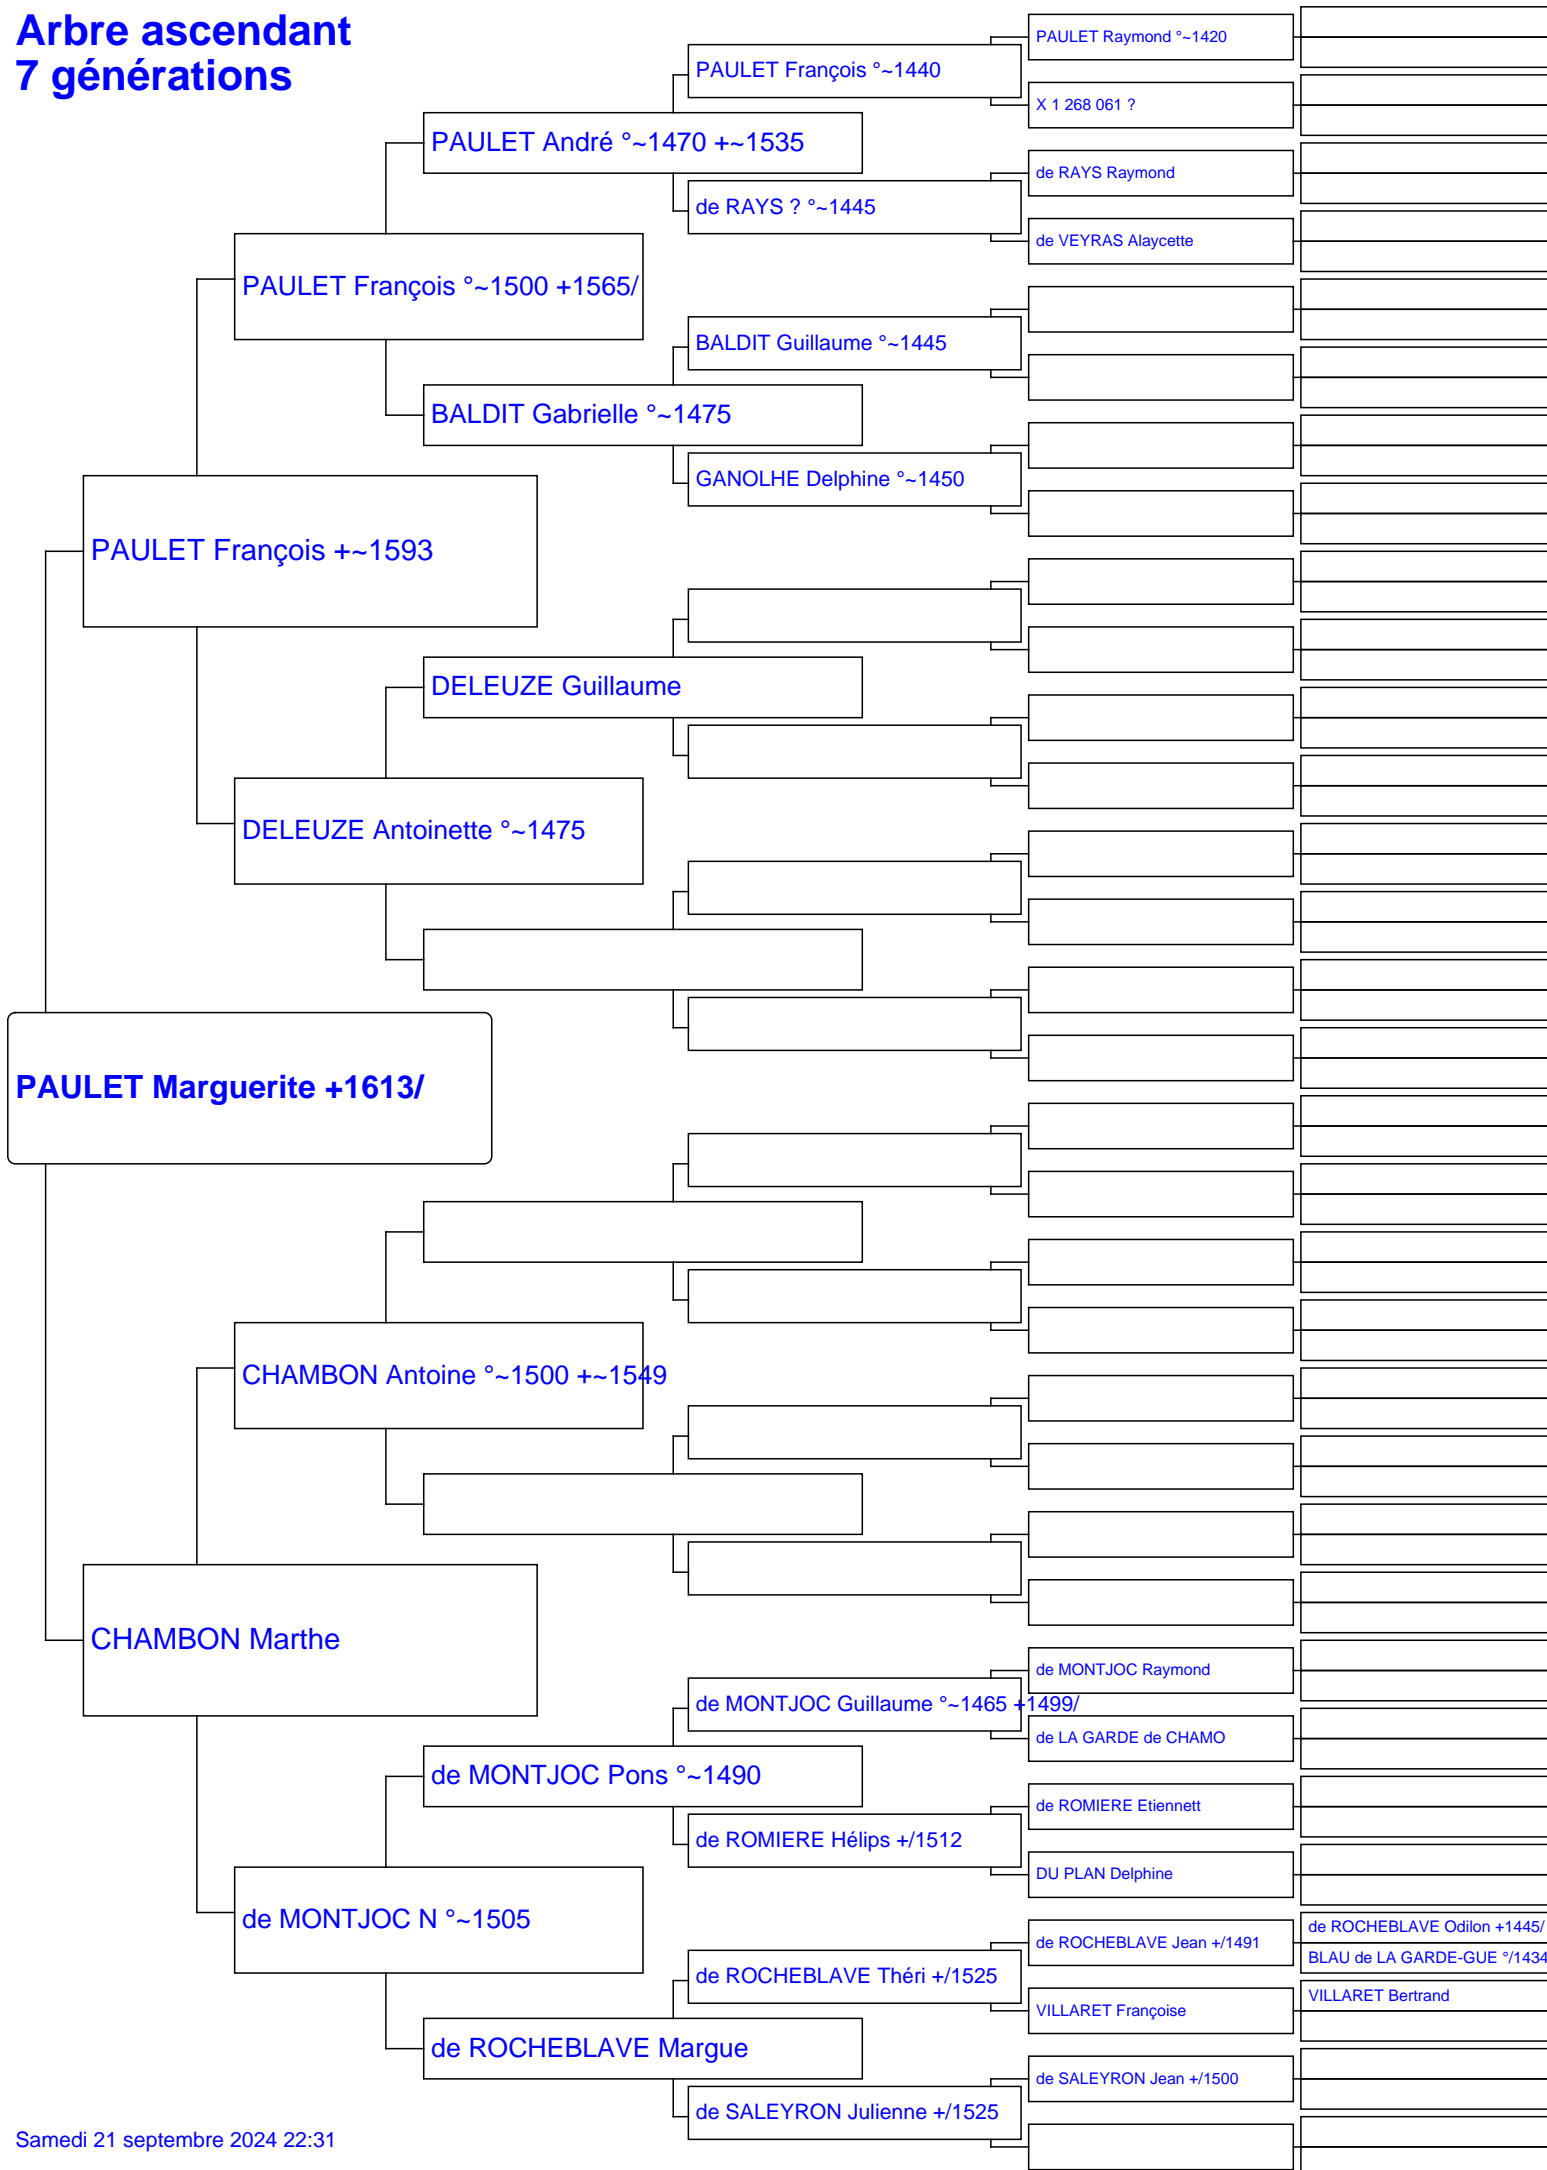 Arbre ascendant
7 générations
PAULET Raymond °~1420
PAULET François °~1440
X 1 268 061 ?
PAULET André °~1470 +~1535
de RAYS Raymond
de RAYS ? °~1445
de VEYRAS Alaycette
PAULET François °~1500 +1565/
BALDIT Guillaume °~1445
BALDIT Gabrielle °~1475
GANOLHE Delphine °~1450
PAULET François +~1593
DELEUZE Guillaume
DELEUZE Antoinette °~1475
PAULET Marguerite +1613/
CHAMBON Antoine °~1500 +~1549
CHAMBON Marthe
de MONTJOC Raymond
de MONTJOC Guillaume °~1465 +1499/
de LA GARDE de CHAMO
de MONTJOC Pons °~1490
de ROMIERE Etiennett
de ROMIERE Hélips +/1512
DU PLAN Delphine
de MONTJOC N °~1505
de ROCHEBLAVE Odilon +1445/
de ROCHEBLAVE Jean +/1491
BLAU de LA GARDE-GUE °/1434
de ROCHEBLAVE Théri +/1525
VILLARET Bertrand
VILLARET Françoise
de ROCHEBLAVE Margue
de SALEYRON Jean +/1500
de SALEYRON Julienne +/1525
Samedi 21 septembre 2024 22:31